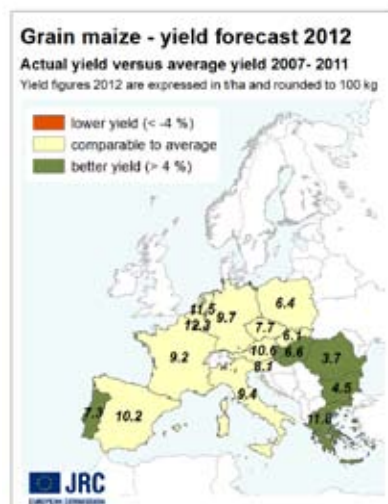 Grain maize - yield forecast 2012
Actual yield versus average yield 2007- 2011
Yield figures 2012 are expressed in t/ha and rounded to 100 kg
lower yield (< -4 %)
comparable to average
better yield (> 4 %)
11.5
6.4
9.7
12.3
7.7
6.1
9.2
10.6
6.6
3.7
8.1
4.5
9.4
7.3
10.2
JRC
EUROPEAN COMMISSION